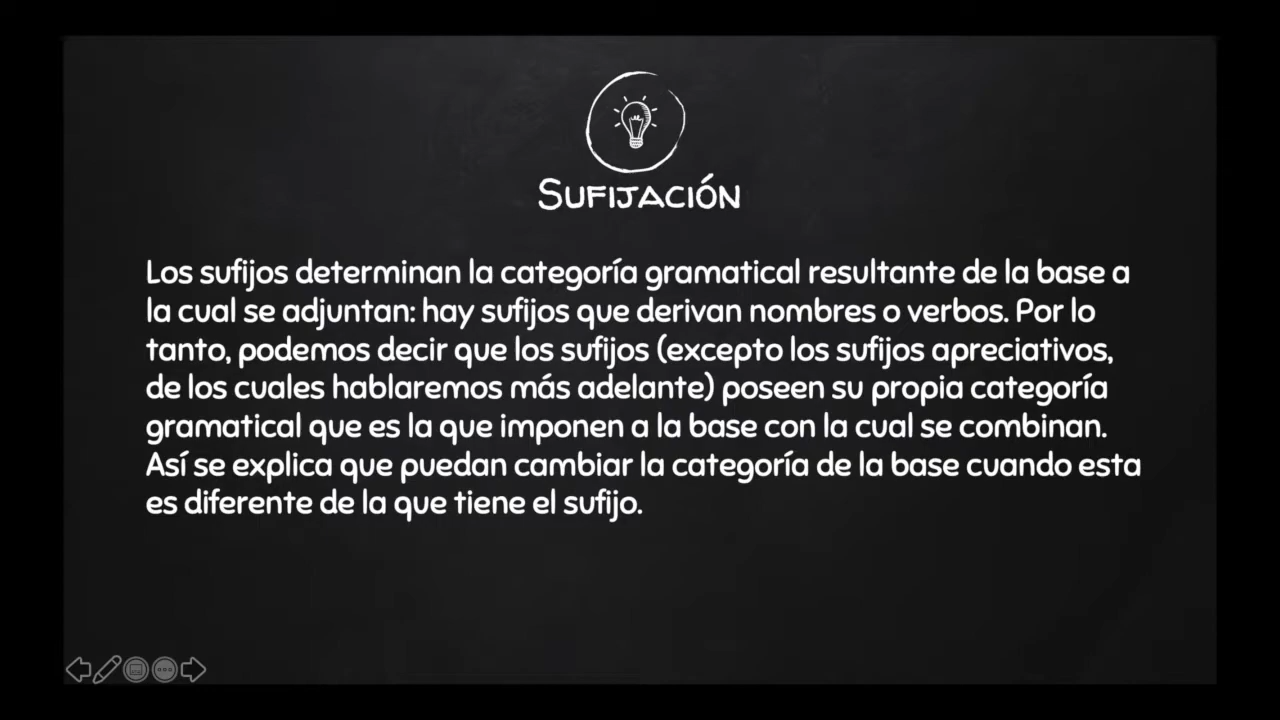 SUFIJACIÓN
Los sufijos determinan la categoría gramatical resultante de la base a
la cual se adjuntan: hay sufijos que derivan nombres o verbos. Por lo
tanto, podemos decir que los sufijos (excepto los sufijos apreciativos,
de los cuales hablaremos más adelante) poseen su propia categoría
gramatical que es la que imponen a la base con la cual se combinan.
Así se explica que puedan cambiar la categoría de la base cuando esta
es diferente de la que tiene el sufijo.